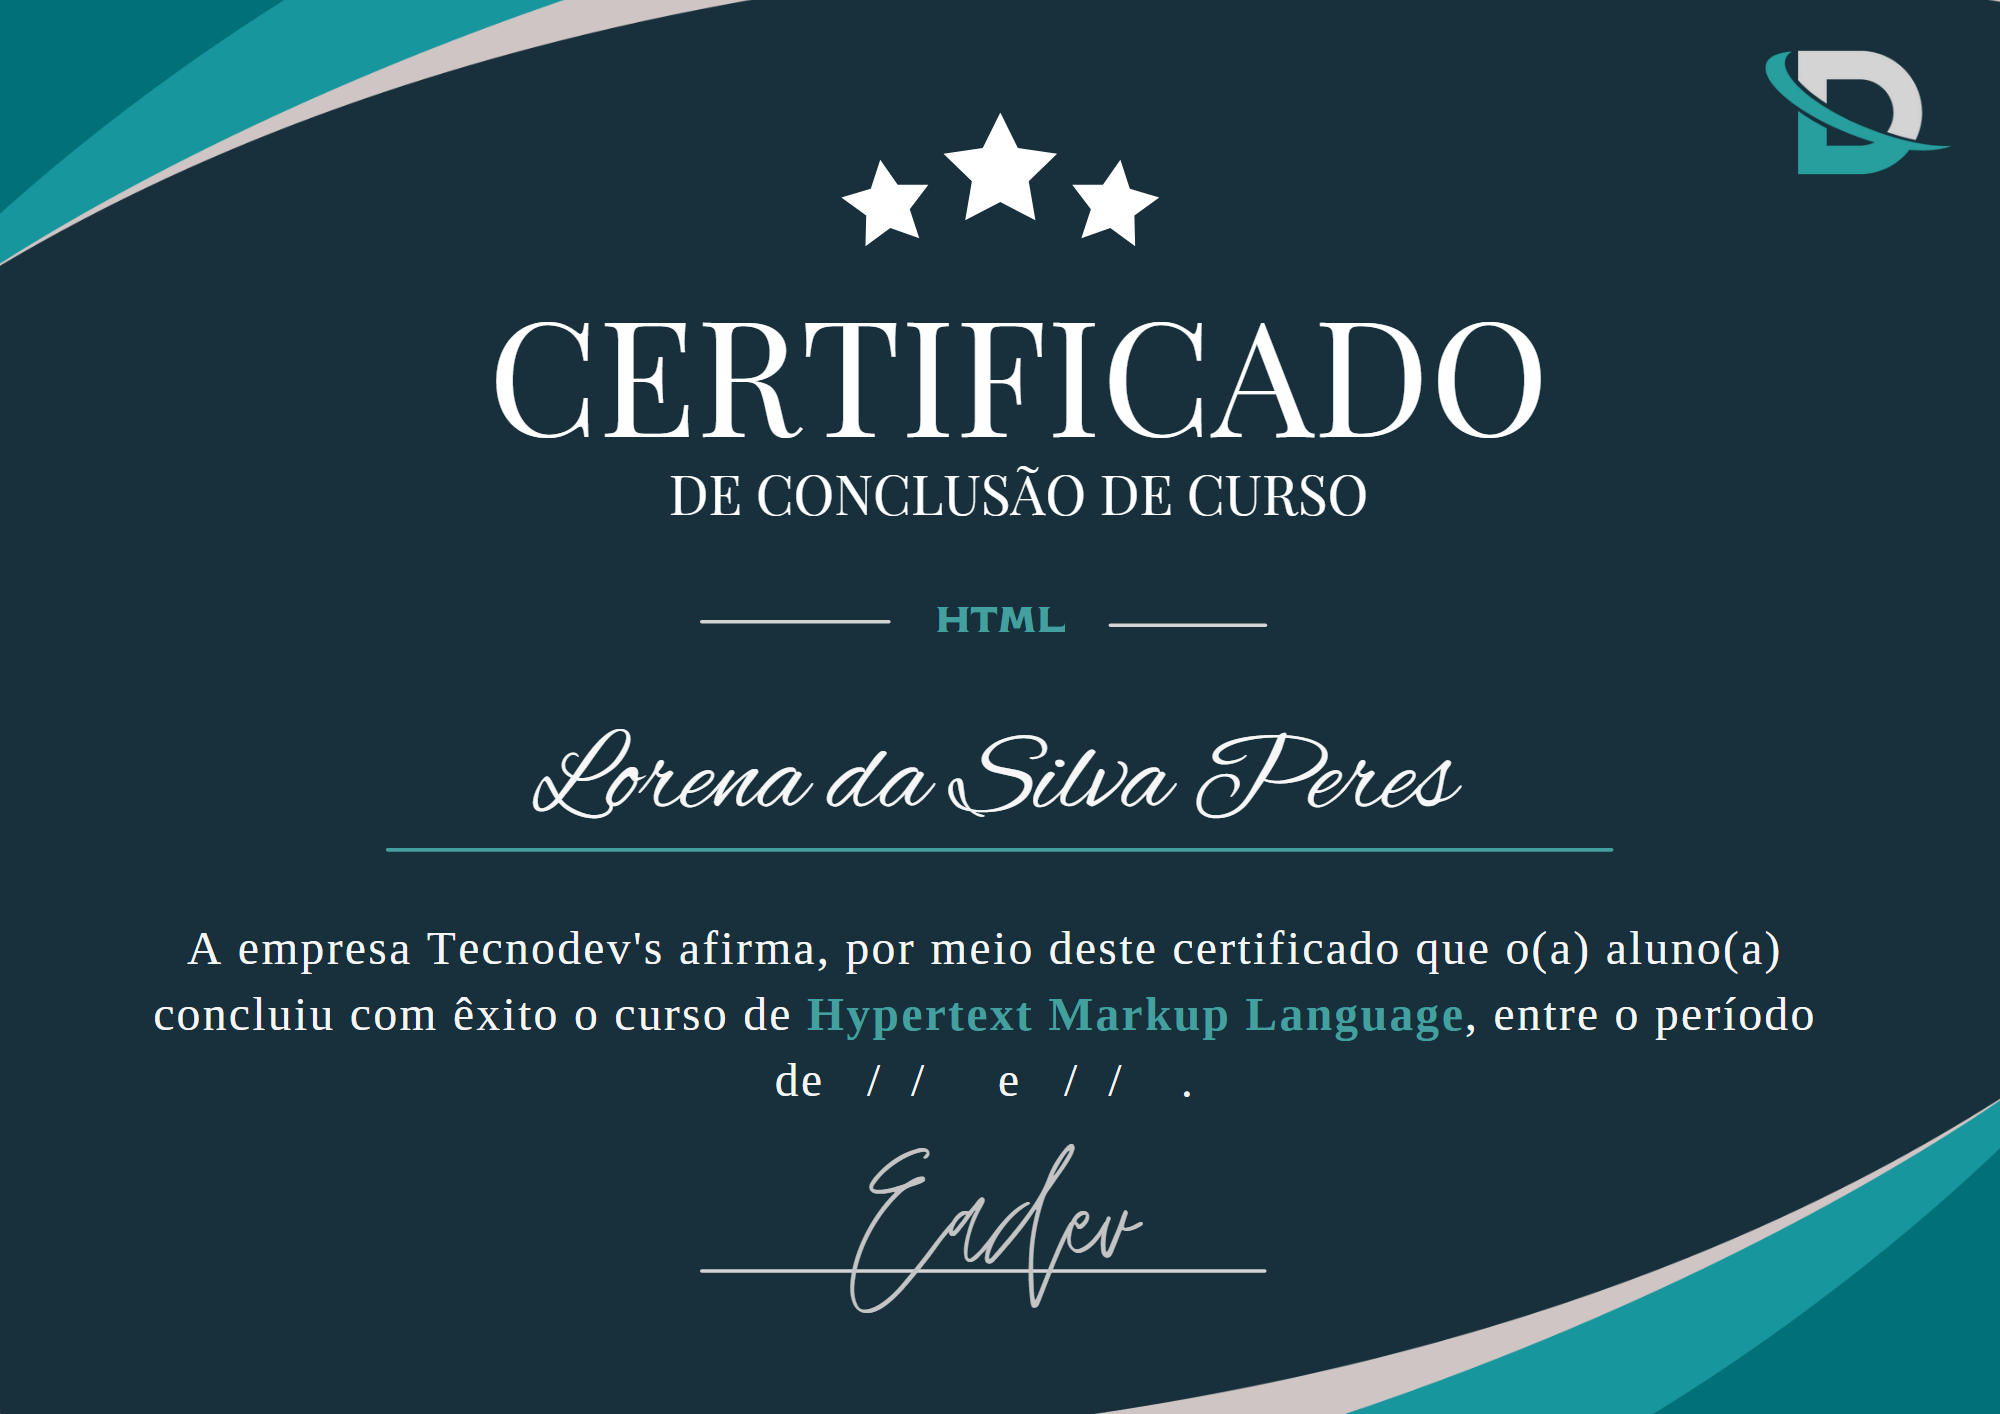 CERTIFICADO
DE CONCLUSÃO DE CURSO
HTML
Lorena da Silva Peres
A empresa Tecnodev's afirma, por meio deste certificado que o(a) aluno(a)
concluiu com êxito o curso de Hypertext Markup Language, entre o período
de / / e / / .
Eadev